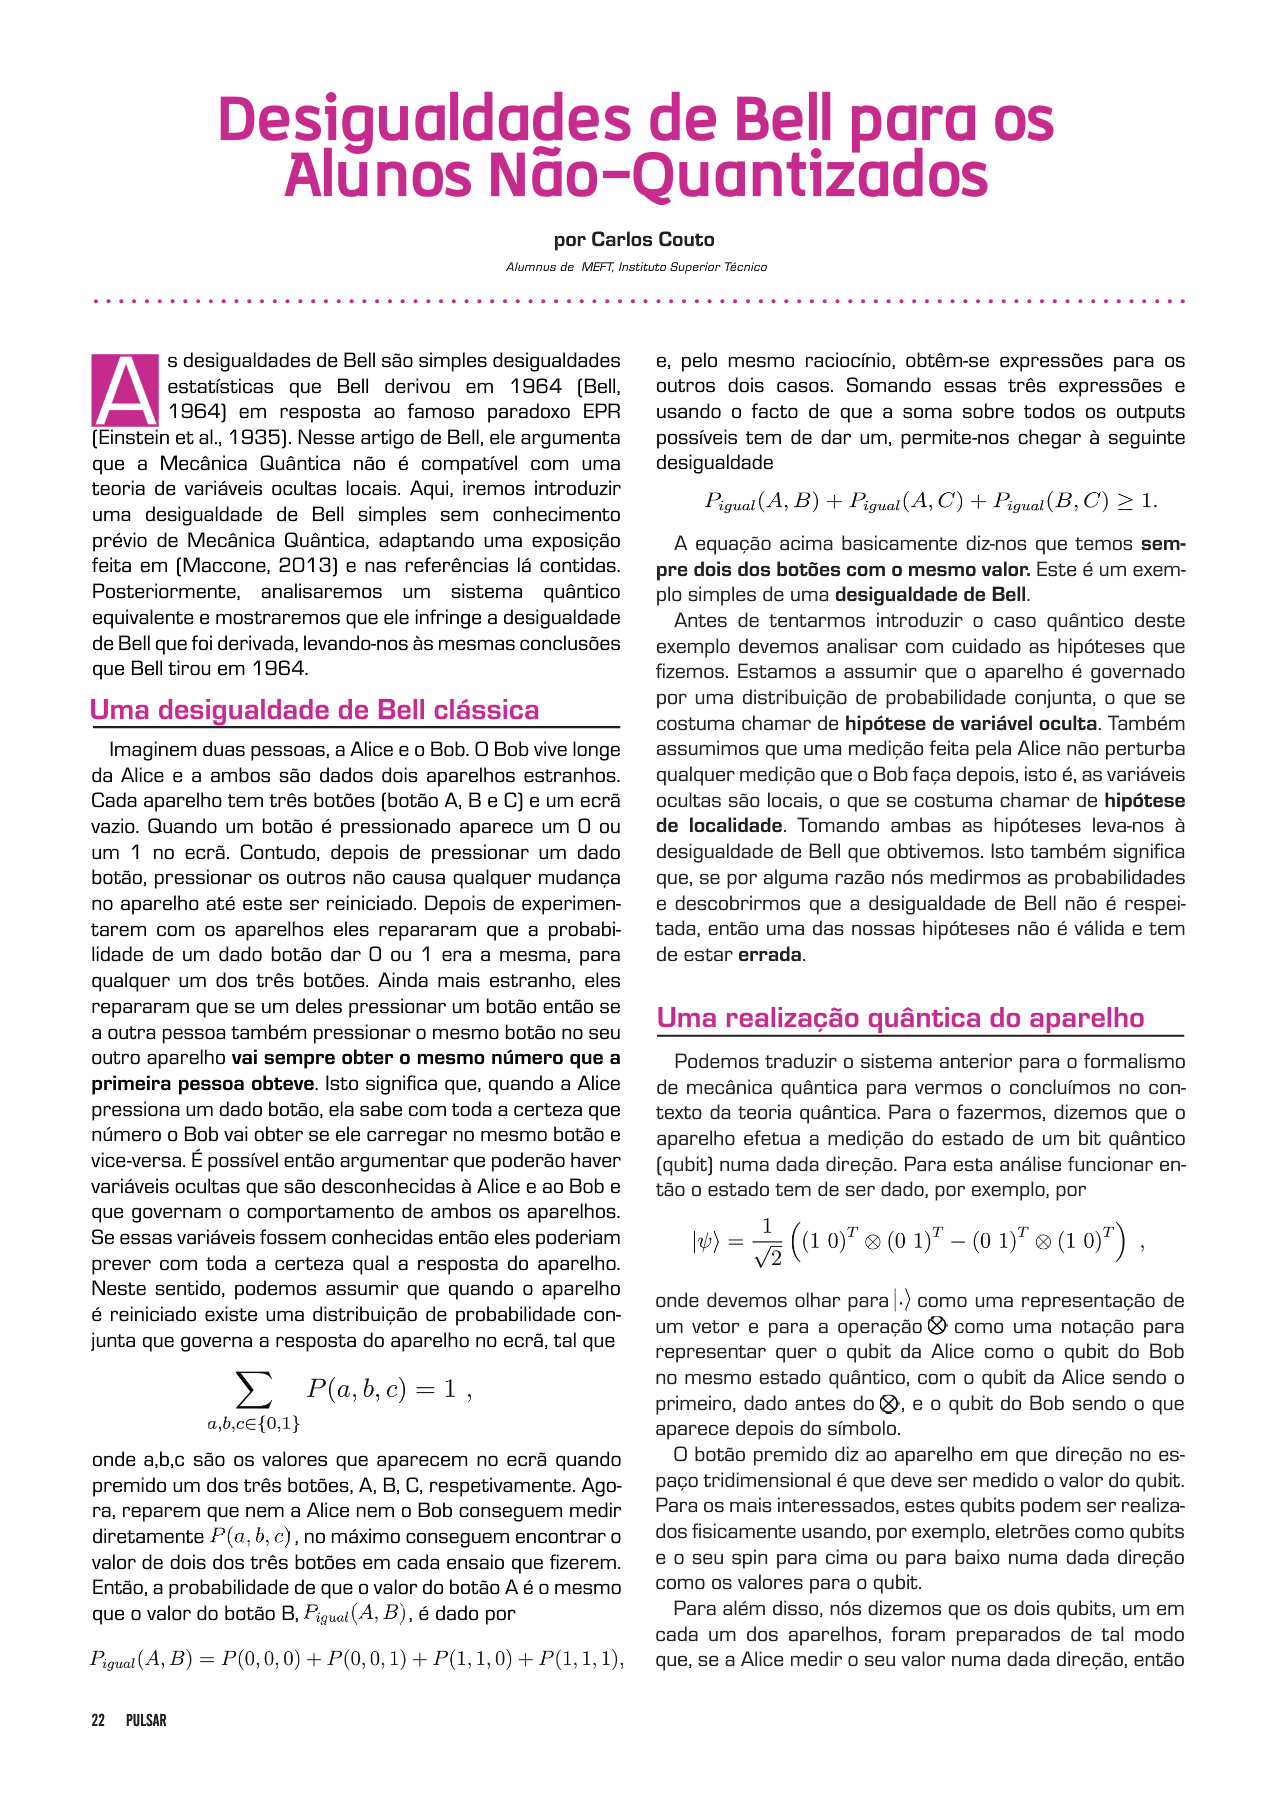 Desigualdades de Bell para os
Alunos Não-Quantizados
por Carlos Couto
Alumnus de MEFT, Instituto Superior Técnico
As desigualdades de Bell são simples desigualdades
estatísticas que Bell derivou em 1964 (Bell,
1964) em resposta ao famoso paradoxo EPR
(Einstein et al., 1935). Nesse artigo de Bell, ele argumenta
que a Mecânica Quântica não é compatível com uma
teoria de variáveis ocultas locais. Aqui, iremos introduzir
uma desigualdade de Bell simples sem conhecimento
prévio de Mecânica Quântica, adaptando uma exposição
feita em (Maccone, 2013) e nas referências lá contidas.
Posteriormente, analisaremos um sistema quântico
equivalente e mostraremos que ele infringe a desigualdade
de Bell que foi derivada, levando-nos às mesmas conclusões
que Bell tirou em 1964.
Uma desigualdade de Bell clássica
Imaginem duas pessoas, a Alice e o Bob. O Bob vive longe
da Alice e a ambos são dados dois aparelhos estranhos.
Cada aparelho tem três botões (botão A, B e C) e um ecrã
vazio. Quando um botão é pressionado aparece um 0 ou
um 1 no ecrã. Contudo, depois de pressionar um dado
botão, pressionar os outros não causa qualquer mudança
no aparelho até este ser reiniciado. Depois de experimen-
tarem com os aparelhos eles repararam que a probabi-
lidade de um dado botão dar 0 ou 1 era a mesma, para
qualquer um dos três botões. Ainda mais estranho, eles
repararam que se um deles pressionar um botão então se
a outra pessoa também pressionar o mesmo botão no seu
outro aparelho vai sempre obter o mesmo número que a
primeira pessoa obteve. Isto significa que, quando a Alice
pressiona um dado botão, ela sabe com toda a certeza que
número o Bob vai obter se ele carregar no mesmo botão e
vice-versa. É possível então argumentar que poderão haver
variáveis ocultas que são desconhecidas à Alice e ao Bob e
que governam o comportamento de ambos os aparelhos.
Se essas variáveis fossem conhecidas então eles poderiam
prever com toda a certeza qual a resposta do aparelho.
Neste sentido, podemos assumir que quando o aparelho
é reiniciado existe uma distribuição de probabilidade con-
junta que governa a resposta do aparelho no ecrã, tal que
∑ P(a, b, c) = 1 ,
a,b,c∈{0,1}
onde a,b,c são os valores que aparecem no ecrã quando
premido um dos três botões, A, B, C, respetivamente. Ago-
ra, reparem que nem a Alice nem o Bob conseguem medir
diretamente P(a, b, c), no máximo conseguem encontrar o
valor de dois dos três botões em cada ensaio que fizerem.
Então, a probabilidade de que o valor do botão A é o mesmo
que o valor do botão B, P_igual(A, B), é dado por
P_igual(A, B) = P(0, 0, 0) + P(0, 0, 1) + P(1, 1, 0) + P(1, 1, 1),
e, pelo mesmo raciocínio, obtêm-se expressões para os
outros dois casos. Somando essas três expressões e
usando o facto de que a soma sobre todos os outputs
possíveis tem de dar um, permite-nos chegar à seguinte
desigualdade
P_igual(A, B) + P_igual(A, C) + P_igual(B, C) ≥ 1.
A equação acima basicamente diz-nos que temos sem-
pre dois dos botões com o mesmo valor. Este é um exem-
plo simples de uma desigualdade de Bell.
Antes de tentarmos introduzir o caso quântico deste
exemplo devemos analisar com cuidado as hipóteses que
fizemos. Estamos a assumir que o aparelho é governado
por uma distribuição de probabilidade conjunta, o que se
costuma chamar de hipótese de variável oculta. Também
assumimos que uma medição feita pela Alice não perturba
qualquer medição que o Bob faça depois, isto é, as variáveis
ocultas são locais, o que se costuma chamar de hipótese
de localidade. Tomando ambas as hipóteses leva-nos à
desigualdade de Bell que obtivemos. Isto também significa
que, se por alguma razão nós medirmos as probabilidades
e descobrirmos que a desigualdade de Bell não é respei-
tada, então uma das nossas hipóteses não é válida e tem
de estar errada.
Uma realização quântica do aparelho
Podemos traduzir o sistema anterior para o formalismo
de mecânica quântica para vermos o concluímos no con-
texto da teoria quântica. Para o fazermos, dizemos que o
aparelho efetua a medição do estado de um bit quântico
(qubit) numa dada direção. Para esta análise funcionar en-
tão o estado tem de ser dado, por exemplo, por
|ψ⟩ = 1/√2 ((1 0)^T ⊗ (0 1)^T − (0 1)^T ⊗ (1 0)^T) ,
onde devemos olhar para |.⟩ como uma representação de
um vetor e para a operação ⊗ como uma notação para
representar quer o qubit da Alice como o qubit do Bob
no mesmo estado quântico, com o qubit da Alice sendo o
primeiro, dado antes do ⊗, e o qubit do Bob sendo o que
aparece depois do símbolo.
O botão premido diz ao aparelho em que direção no es-
paço tridimensional é que deve ser medido o valor do qubit.
Para os mais interessados, estes qubits podem ser realiza-
dos fisicamente usando, por exemplo, eletrões como qubits
e o seu spin para cima ou para baixo numa dada direção
como os valores para o qubit.
Para além disso, nós dizemos que os dois qubits, um em
cada um dos aparelhos, foram preparados de tal modo
que, se a Alice medir o seu valor numa dada direção, então
22 PULSAR